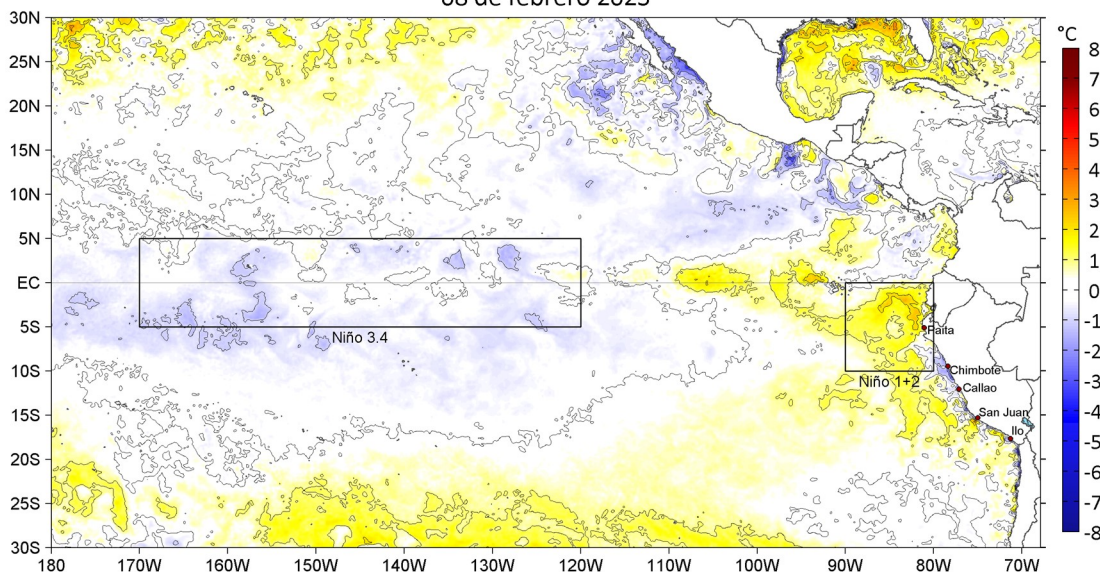 08 de febrero 2023
30N
25N
20N
15N
10N
5N
EC
5S
10S
15S
20S
25S
30S
180
170W
160W
150W
140W
130W
120W
110W
100W
90W
80W
70W
Niño 3.4
Niño 1+2
Paita
Chimbote
Callao
San Juan
Ilo
°C
8
7
6
5
4
3
2
1
0
-1
-2
-3
-4
-5
-6
-7
-8